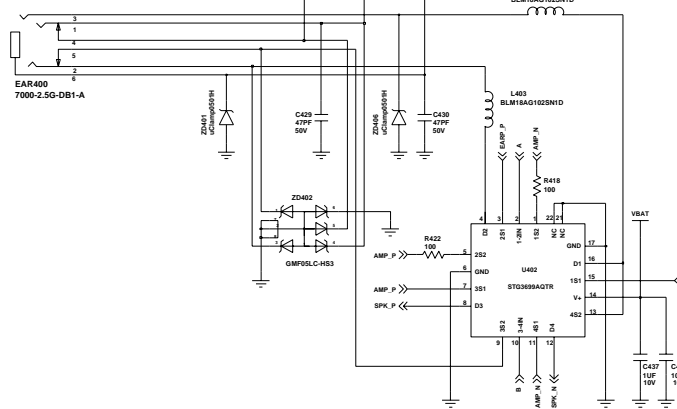 BLM18AG102SN1D
3
1
4
5
2
6
EAR400
7000-2.5G-DB1-A
ZD401
uClamp0501H
C429
47PF
50V
ZD406
uClamp0501H
C430
47PF
50V
L403
BLM18AG102SN1D
EARP_P
A
AMP_N
R418
100
ZD402
GMF05LC-HS3
R422
100
AMP_P
AMP_P
SPK_P
4
3
2
1
22
21
D2
2S1
1-2IN
1S2
NC
NC
5
2S2
6
GND
7
3S1
8
D3
U402
STG3699AQTR
GND
17
D1
16
1S1
15
V+
14
4S2
13
3S2
3-4IN
4S1
D4
9
10
11
12
B
AMP_N
SPK_N
VBAT
C437
1UF
10V